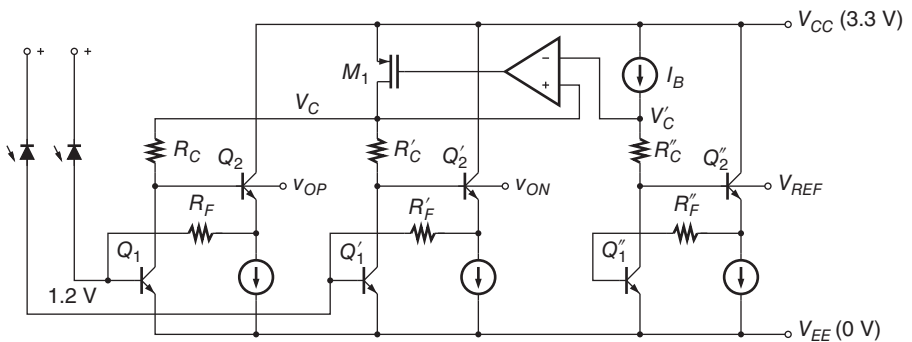 V_CC (3.3 V)
+ +
M_1
−
+
I_B
V_C
V'_C
R_C
Q_2
R'_C
Q'_2
R''_C
Q''_2
v_OP
v_ON
V_REF
R_F
R'_F
R''_F
Q_1
Q'_1
Q''_1
1.2 V
V_EE (0 V)